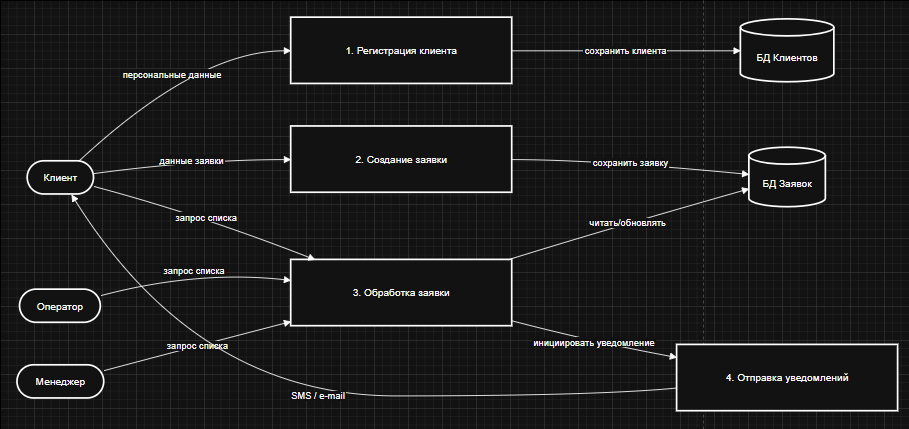 1. Регистрация клиента
сохранить клиента
БД Клиентов
персональные данные
2. Создание заявки
данные заявки
сохранить заявку
Клиент
БД Заявок
запрос списка
читать/обновлять
запрос списка
3. Обработка заявки
Оператор
инициировать уведомление
запрос списка
Менеджер
4. Отправка уведомлений
SMS / e-mail